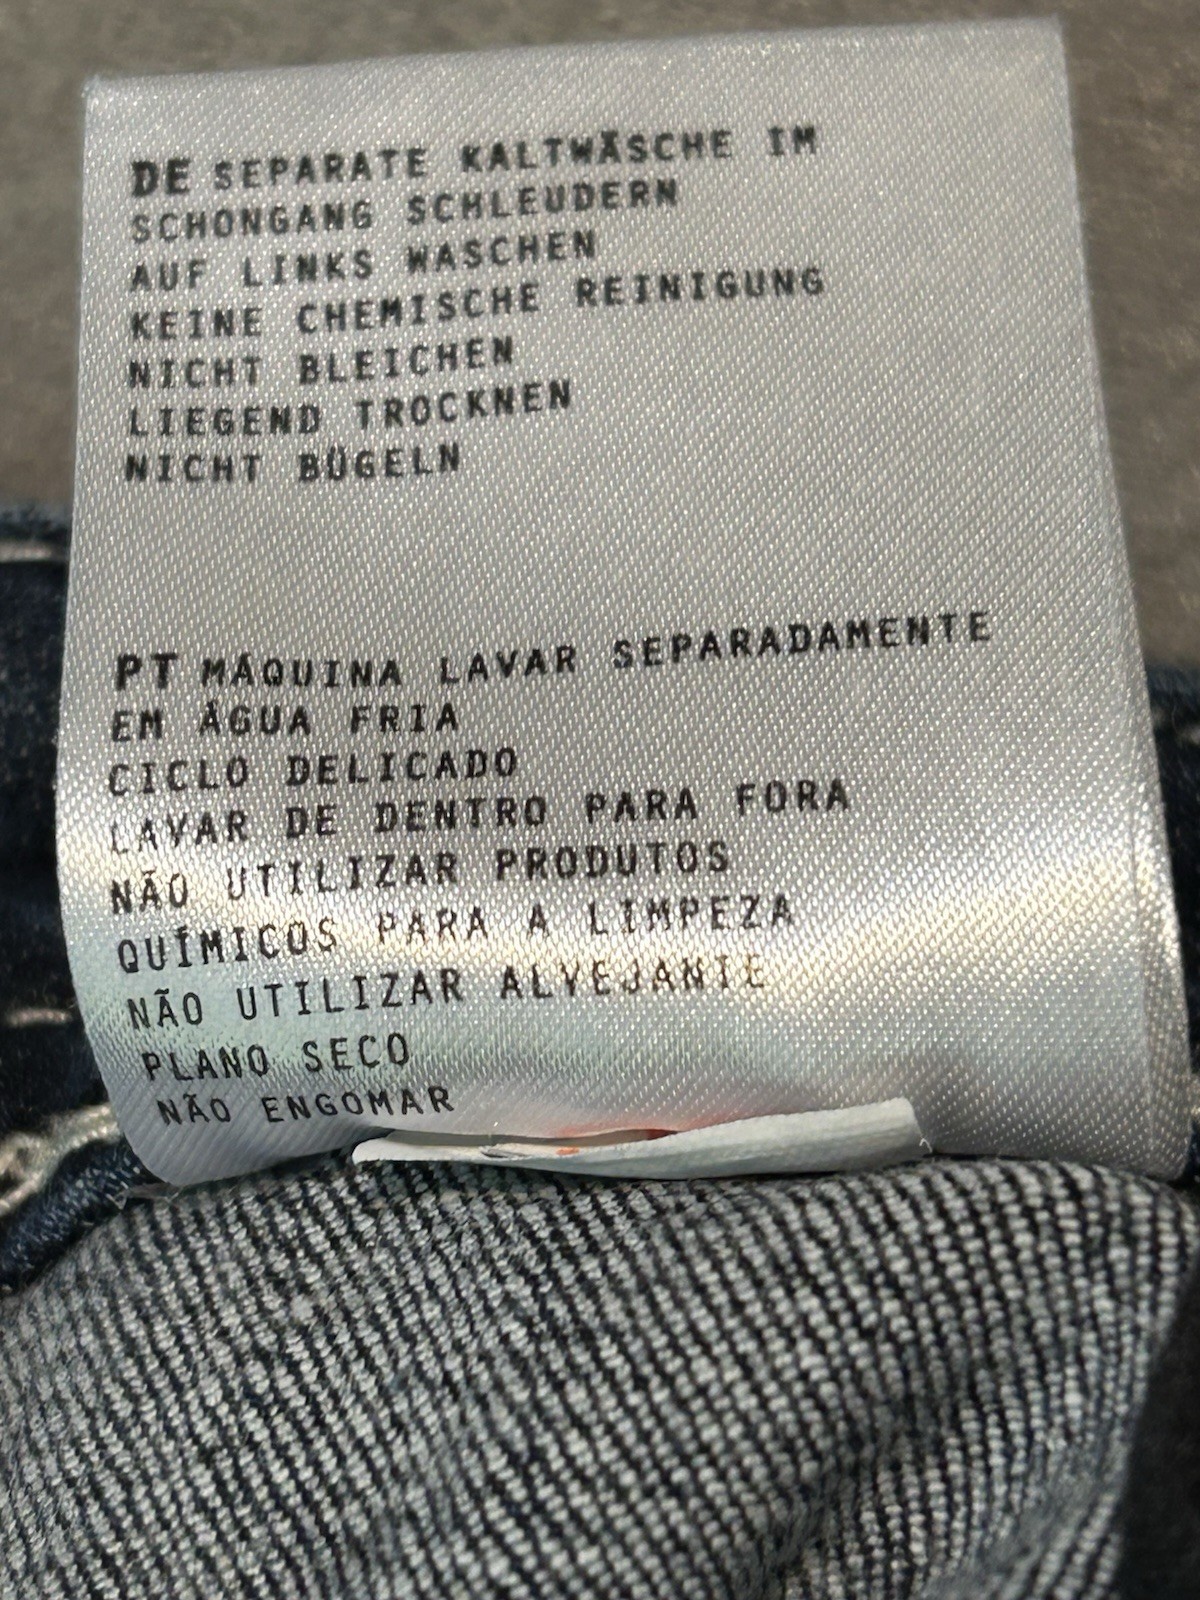 DE SEPARATE KALTWÄSCHE IM
SCHONGANG SCHLEUDERN
AUF LINKS WASCHEN
KEINE CHEMISCHE REINIGUNG
NICHT BLEICHEN
LIEGEND TROCKNEN
NICHT BÜGELN
PT MÁQUINA LAVAR SEPARADAMENTE
EM ÁGUA FRIA
CICLO DELICADO
LAVAR DE DENTRO PARA FORA
NÃO UTILIZAR PRODUTOS
QUÍMICOS PARA A LIMPEZA
NÃO UTILIZAR ALVEJANTE
PLANO SECO
NÃO ENGOMAR